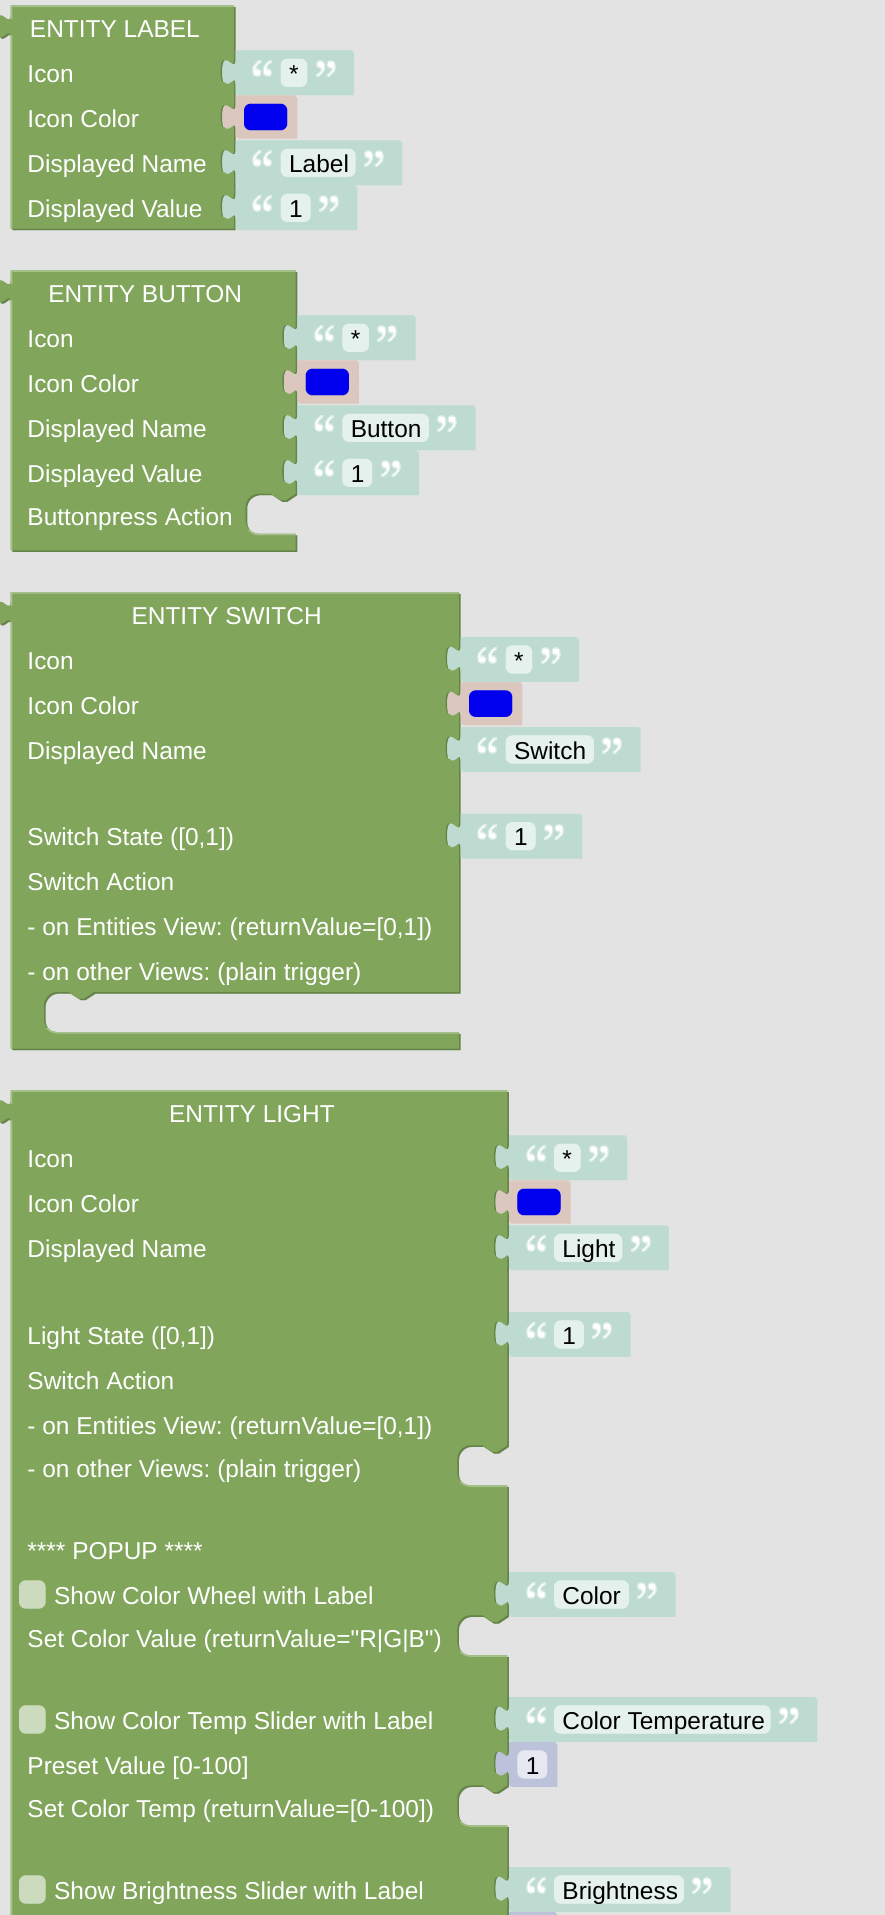 ENTITY LABEL
Icon “ * ”
Icon Color
Displayed Name “ Label ”
Displayed Value “ 1 ”
ENTITY BUTTON
Icon “ * ”
Icon Color
Displayed Name “ Button ”
Displayed Value “ 1 ”
Buttonpress Action
ENTITY SWITCH
Icon “ * ”
Icon Color
Displayed Name “ Switch ”
Switch State ([0,1]) “ 1 ”
Switch Action
- on Entities View: (returnValue=[0,1])
- on other Views: (plain trigger)
ENTITY LIGHT
Icon “ * ”
Icon Color
Displayed Name “ Light ”
Light State ([0,1]) “ 1 ”
Switch Action
- on Entities View: (returnValue=[0,1])
- on other Views: (plain trigger)
**** POPUP ****
Show Color Wheel with Label “ Color ”
Set Color Value (returnValue="R|G|B")
Show Color Temp Slider with Label “ Color Temperature ”
Preset Value [0-100] 1
Set Color Temp (returnValue=[0-100])
Show Brightness Slider with Label “ Brightness ”